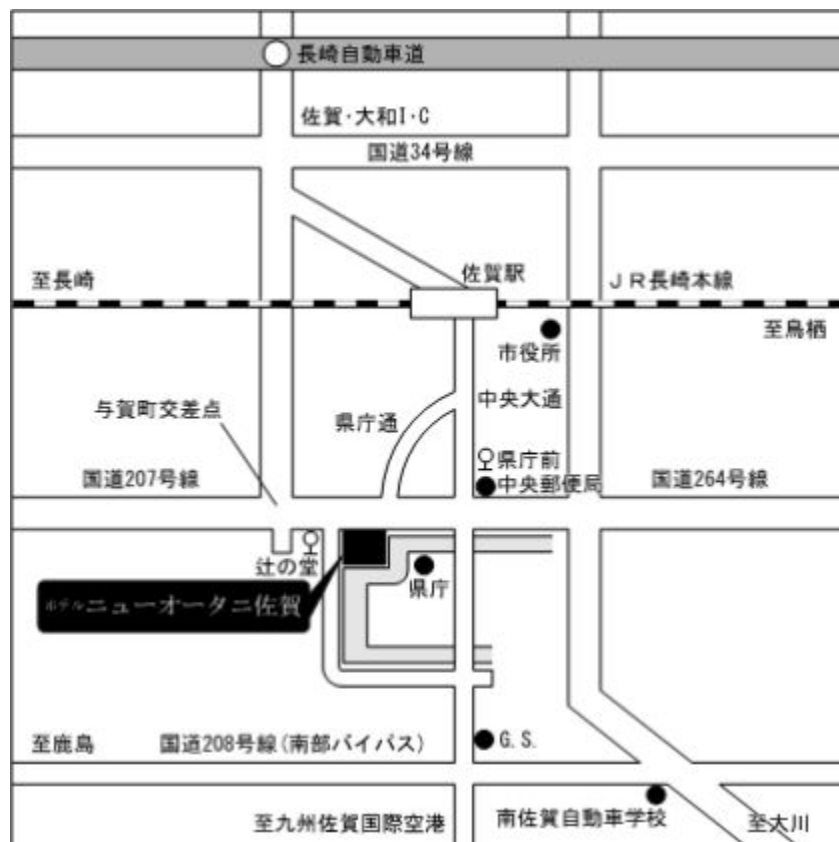 長崎自動車道
佐賀・大和I・C
国道34号線
佐賀駅
至長崎
ＪＲ長崎本線
至鳥栖
市役所
中央大通
与賀町交差点
県庁通
県庁前
国道207号線
中央郵便局
国道264号線
辻の堂
県庁
ホテルニューオータニ佐賀
至鹿島
国道208号線(南部バイパス)
G.S.
至九州佐賀国際空港
南佐賀自動車学校
至大川